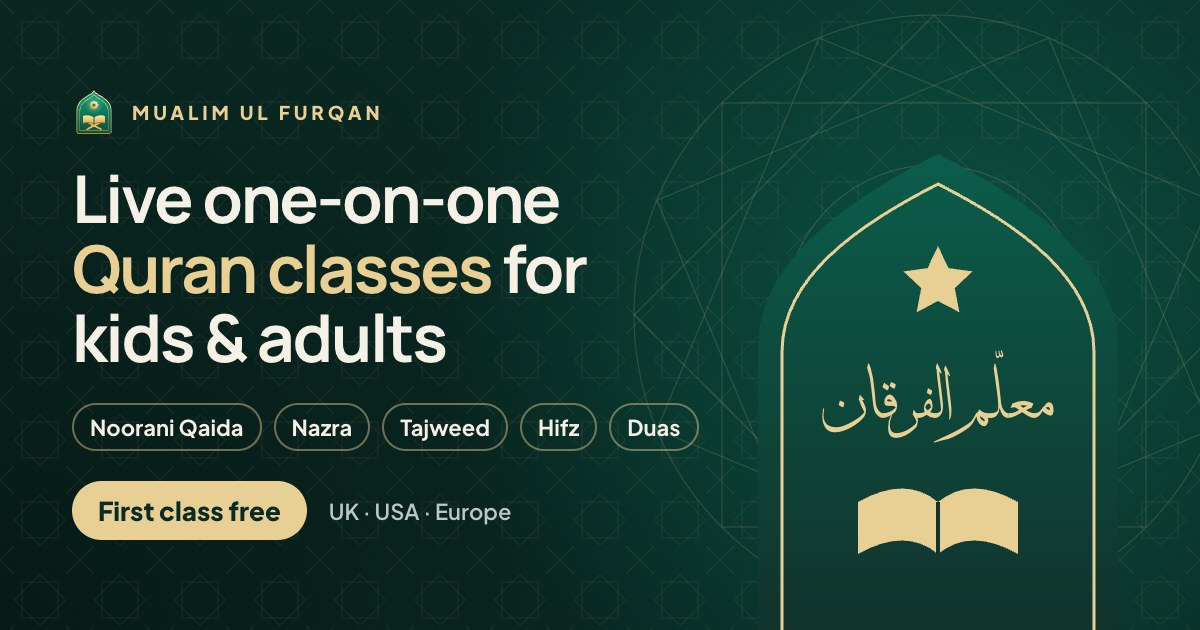 MUALIM UL FURQAN
Live one-on-one
Quran classes for
kids & adults
Noorani Qaida
Nazra
Tajweed
Hifz
Duas
First class free
UK · USA · Europe
معلّم الفرقان